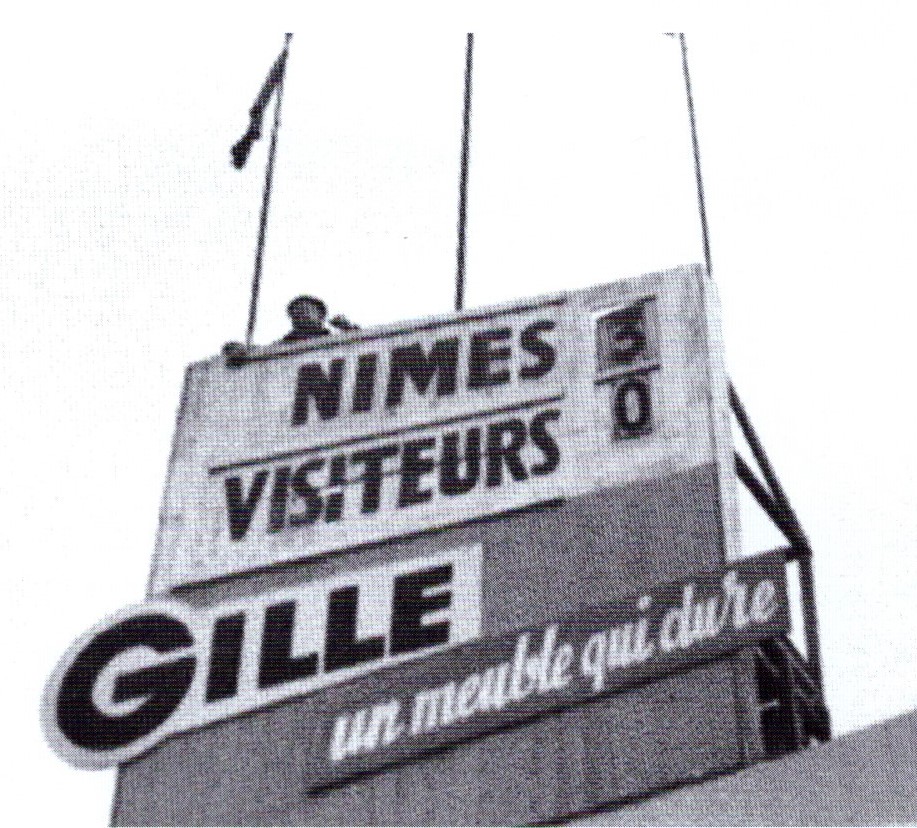 NIMES 3
VISITEURS 0
GILLE
un meuble qui dure